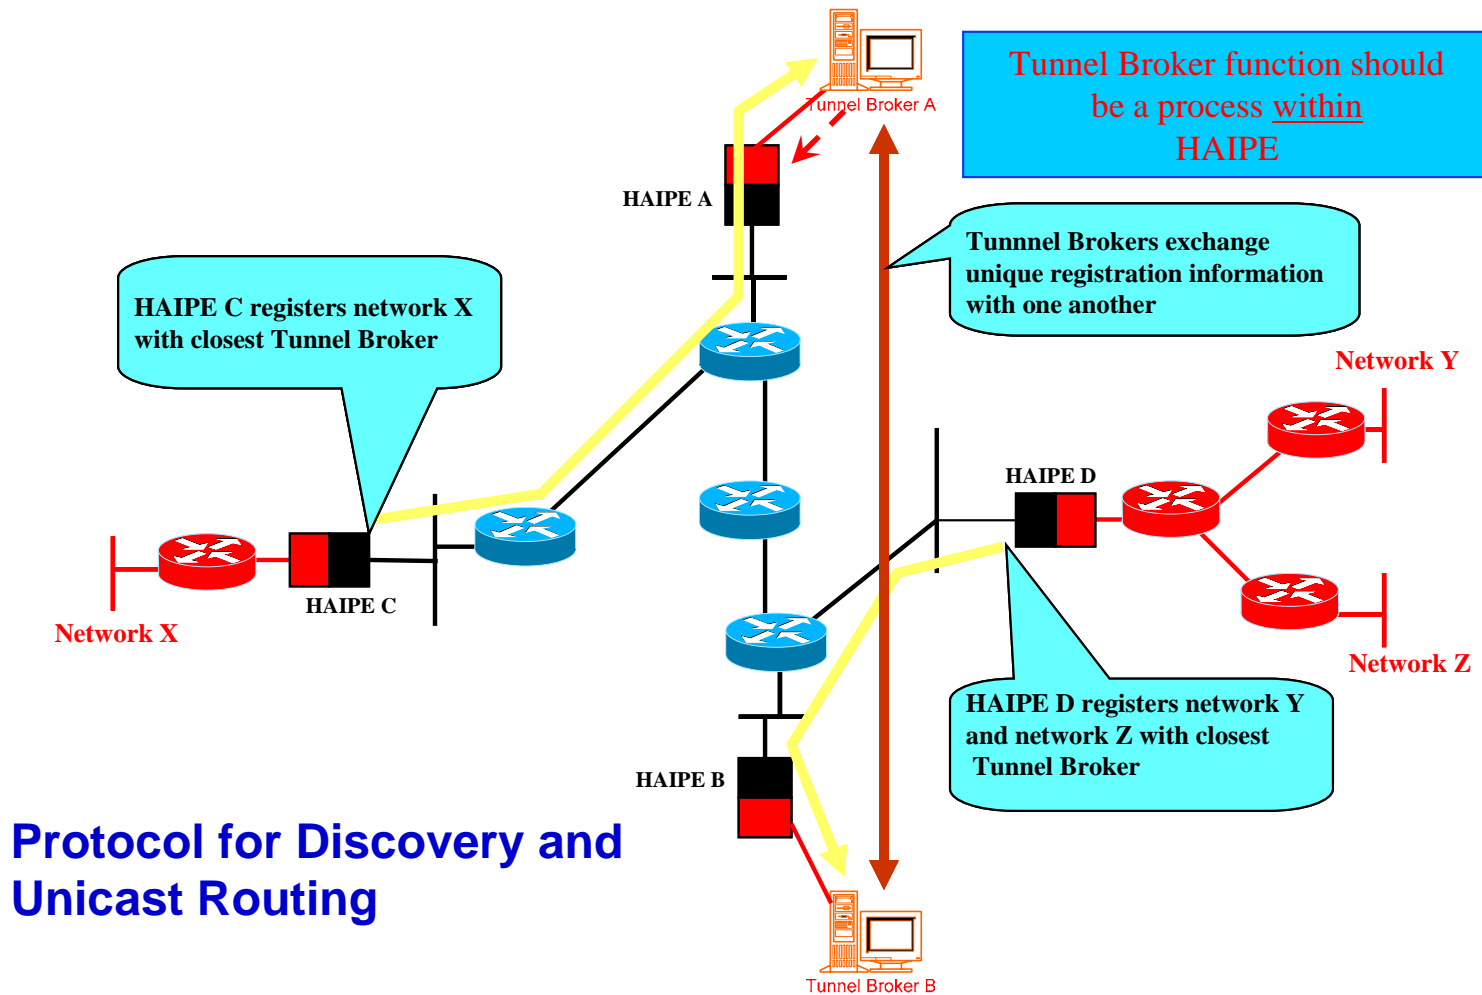 Tunnel Broker A
Tunnel Broker function should
be a process within
HAIPE
HAIPE A
Tunnnel Brokers exchange
unique registration information
with one another
HAIPE C registers network X
with closest Tunnel Broker
Network Y
HAIPE D
HAIPE C
Network X
Network Z
HAIPE D registers network Y
and network Z with closest
Tunnel Broker
HAIPE B
Protocol for Discovery and
Unicast Routing
Tunnel Broker B